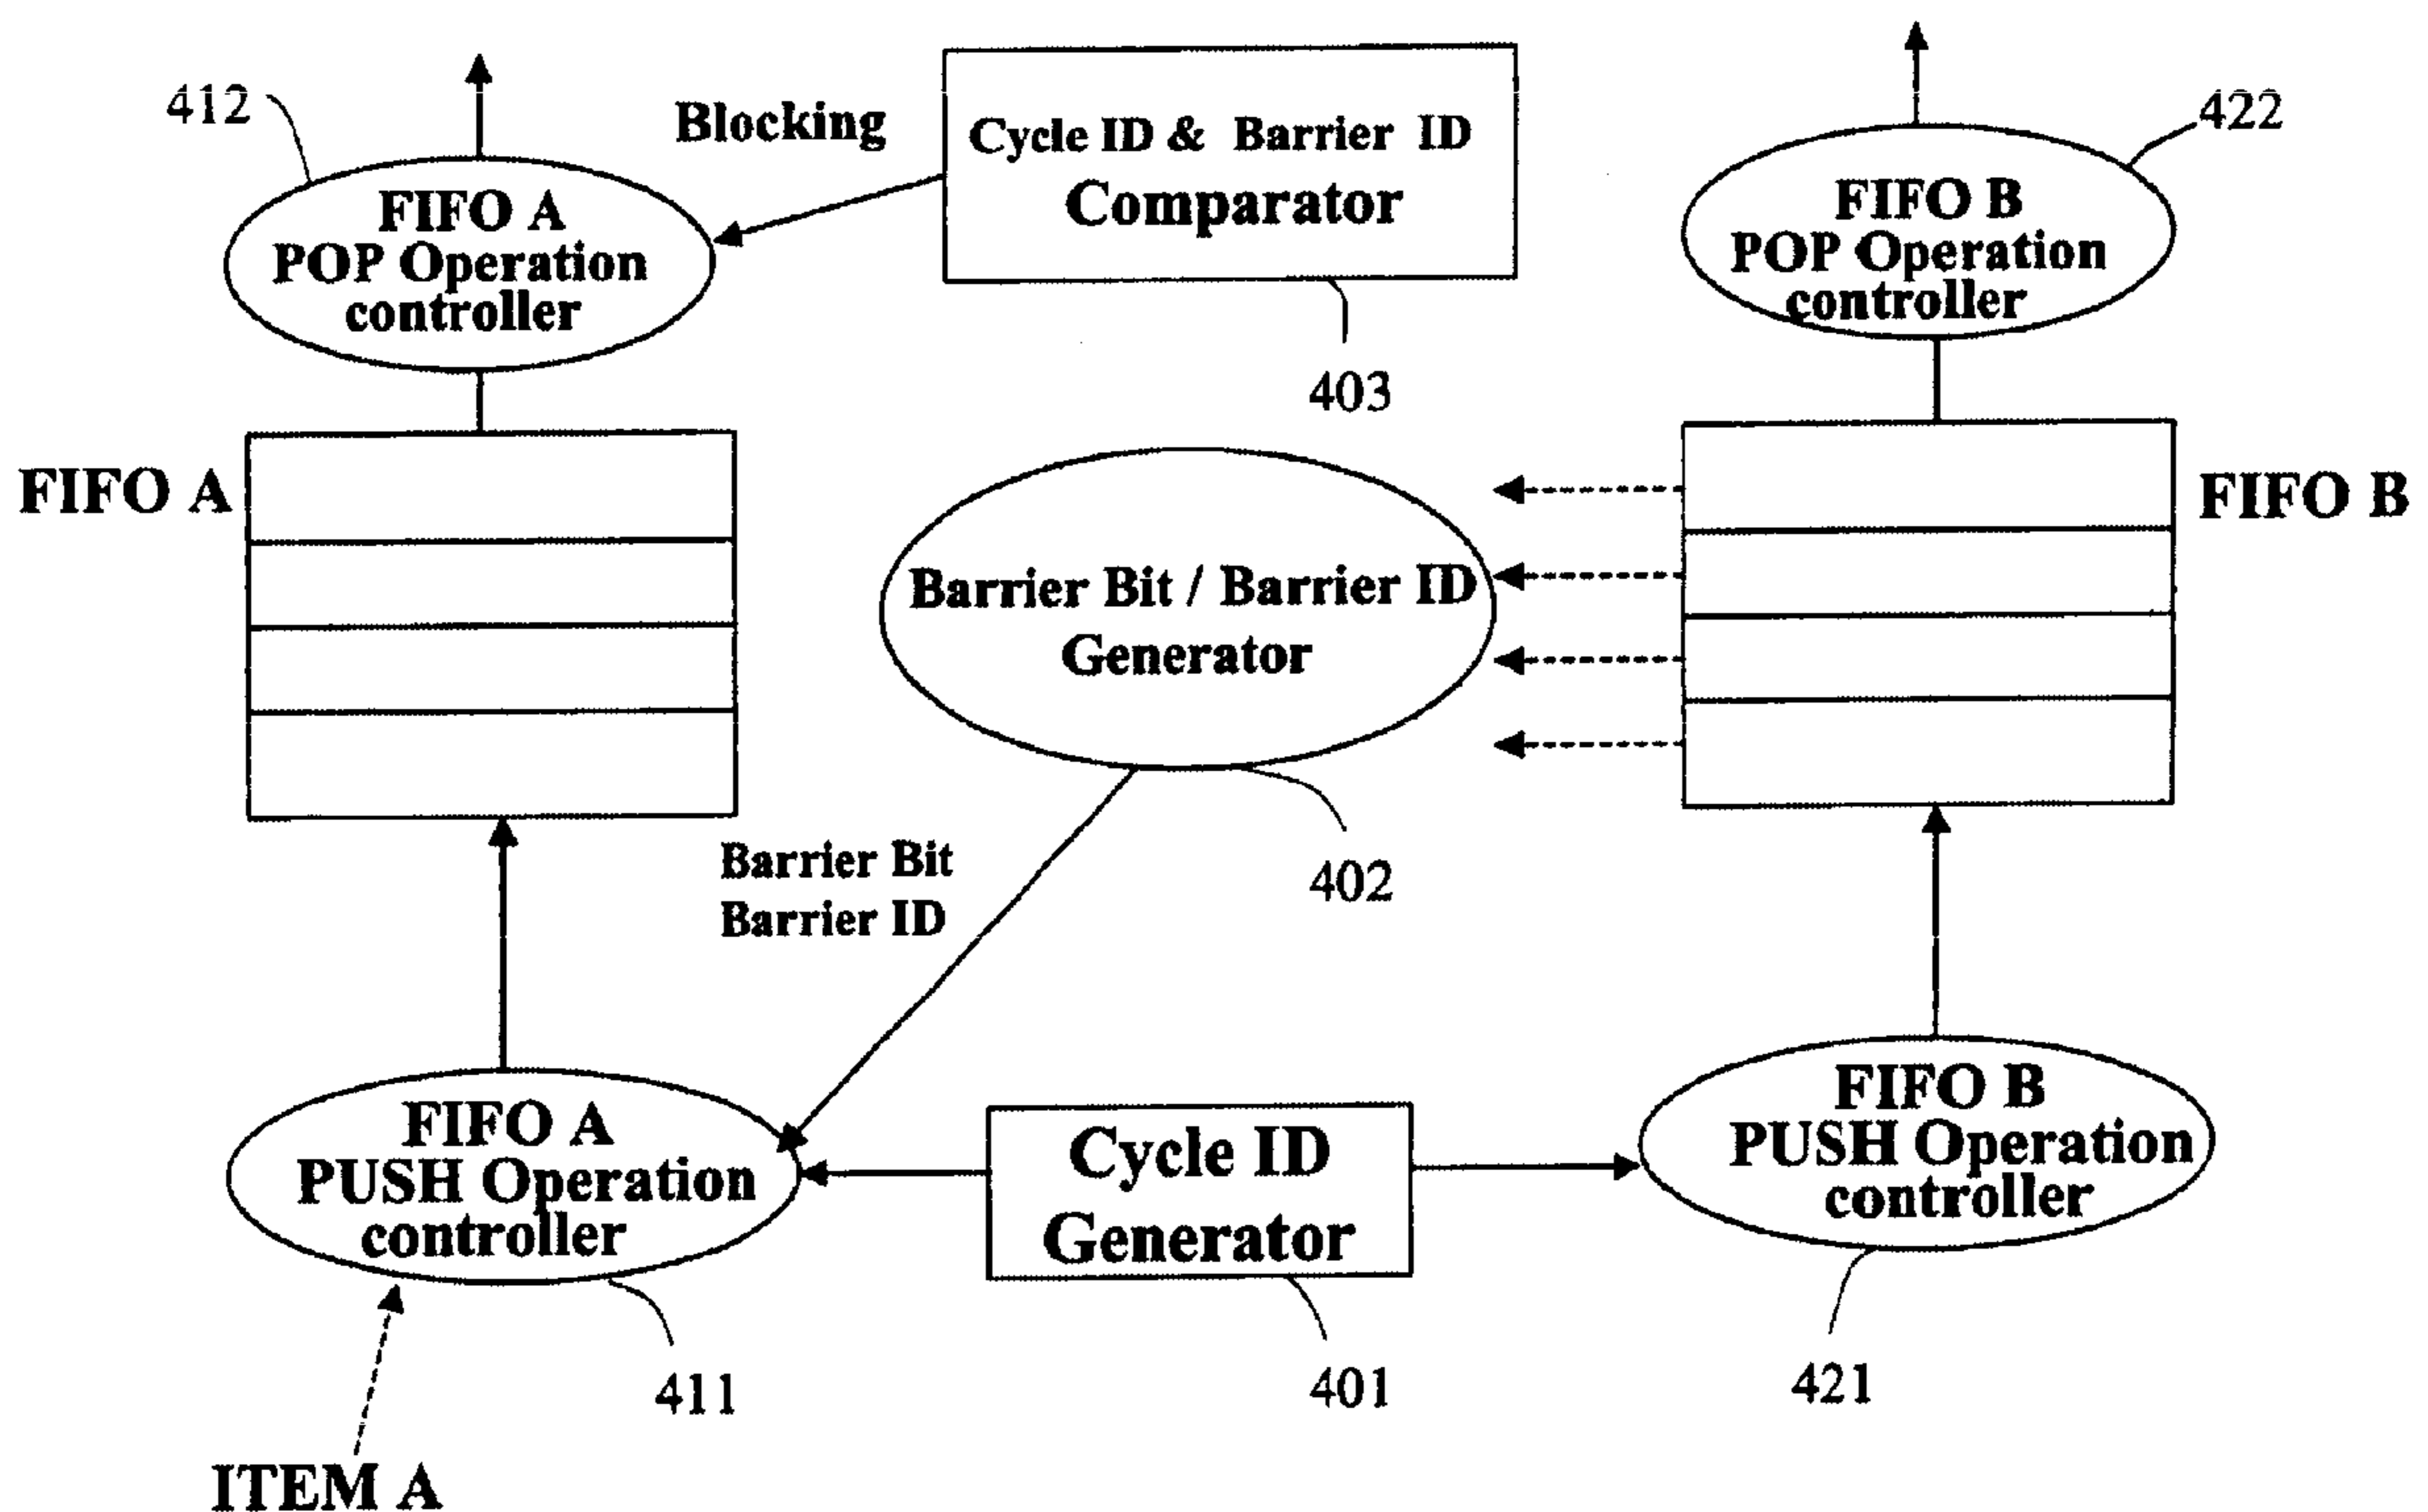 412
Blocking
Cycle ID & Barrier ID
Comparator
422
FIFO A
POP Operation
controller
FIFO B
POP Operation
controller
403
FIFO A
FIFO B
Barrier Bit / Barrier ID
Generator
Barrier Bit
Barrier ID
402
FIFO A
PUSH Operation
controller
Cycle ID
Generator
FIFO B
PUSH Operation
controller
411
401
421
ITEM A